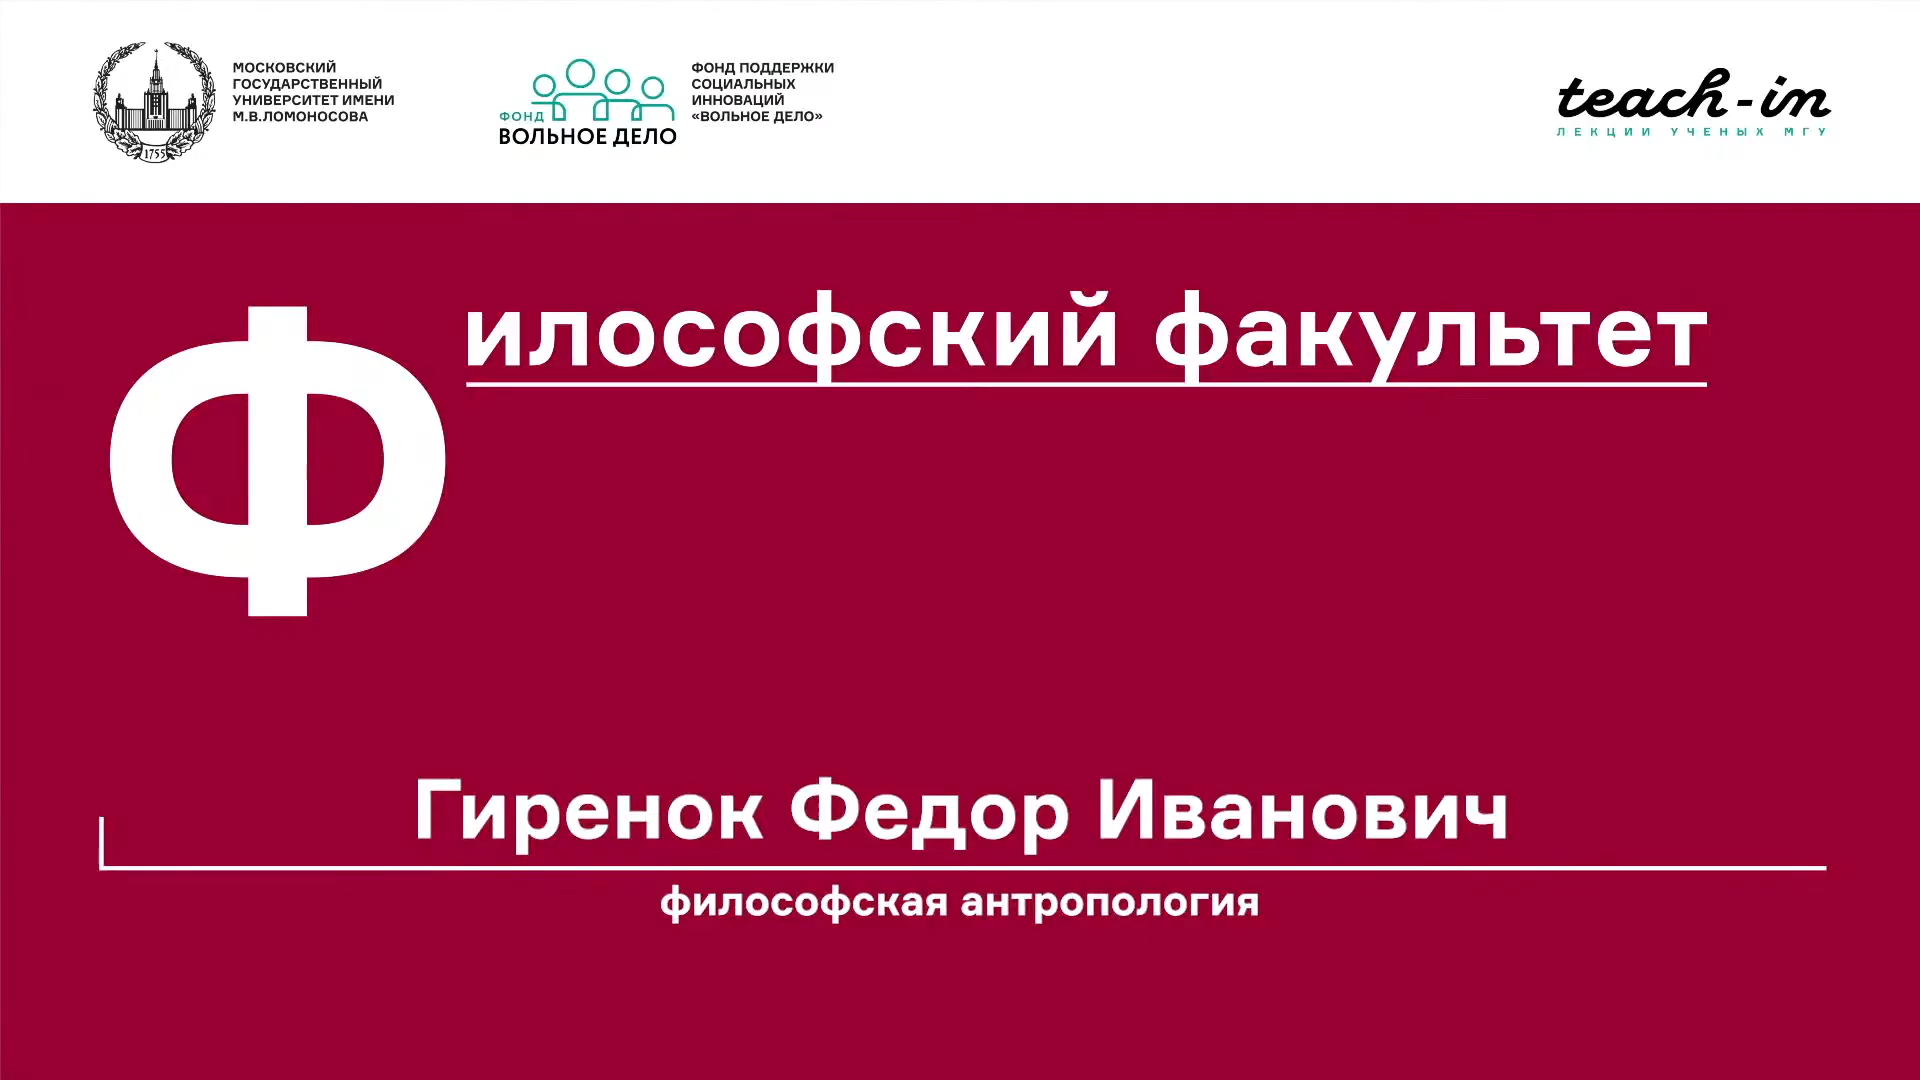 МОСКОВСКИЙ
ГОСУДАРСТВЕННЫЙ
УНИВЕРСИТЕТ ИМЕНИ
М.В.ЛОМОНОСОВА
1755
ФОНД
ВОЛЬНОЕ ДЕЛО
ФОНД ПОДДЕРЖКИ
СОЦИАЛЬНЫХ
ИННОВАЦИЙ
«ВОЛЬНОЕ ДЕЛО»
teach-in
ЛЕКЦИИ УЧЕНЫХ МГУ
Философский факультет
Гиренок Федор Иванович
философская антропология